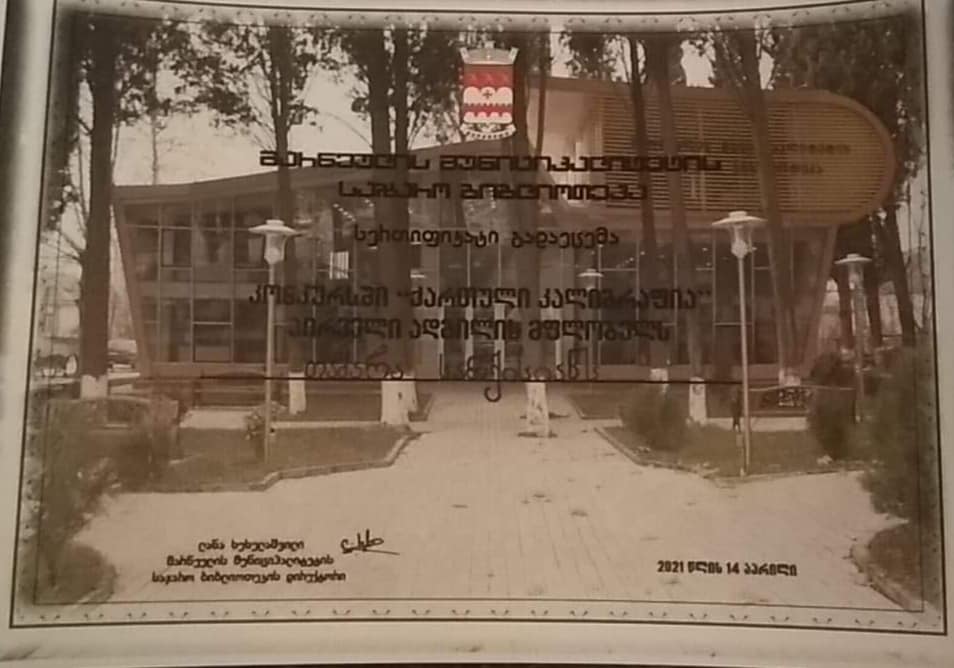 მარნეულის მუნიციპალიტეტის
საჯარო ბიბლიოთეკა
სერთიფიკატი გადაეცემა
კონკურსში "ქართული კალიგრაფია"
პირველი ადგილის მფლობელს
თამარა
მარნეულის მუნიციპალიტეტის
საჯარო ბიბლიოთეკის დირექტორი
2021 წლის 14 აპრილი